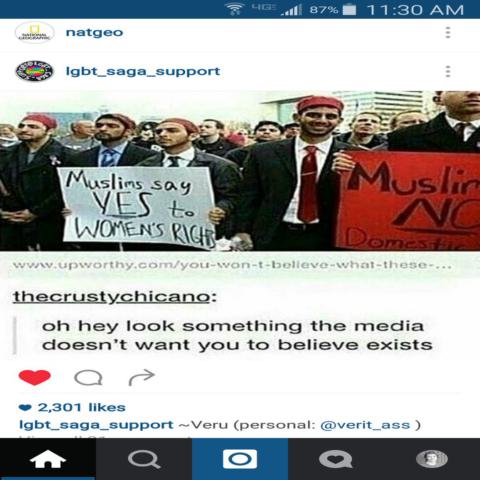 4G 87% 11:30 AM
NATIONAL GEOGRAPHIC
natgeo
lgbt_saga_support
Muslims say
YES to
WOMEN'S RIGH
Muslim
NO
Domestic
www.upworthy.com/you-won-t-believe-what-these-...
thecrustychicano:
oh hey look something the media
doesn't want you to believe exists
2,301 likes
lgbt_saga_support ~Veru (personal: @verit_ass )